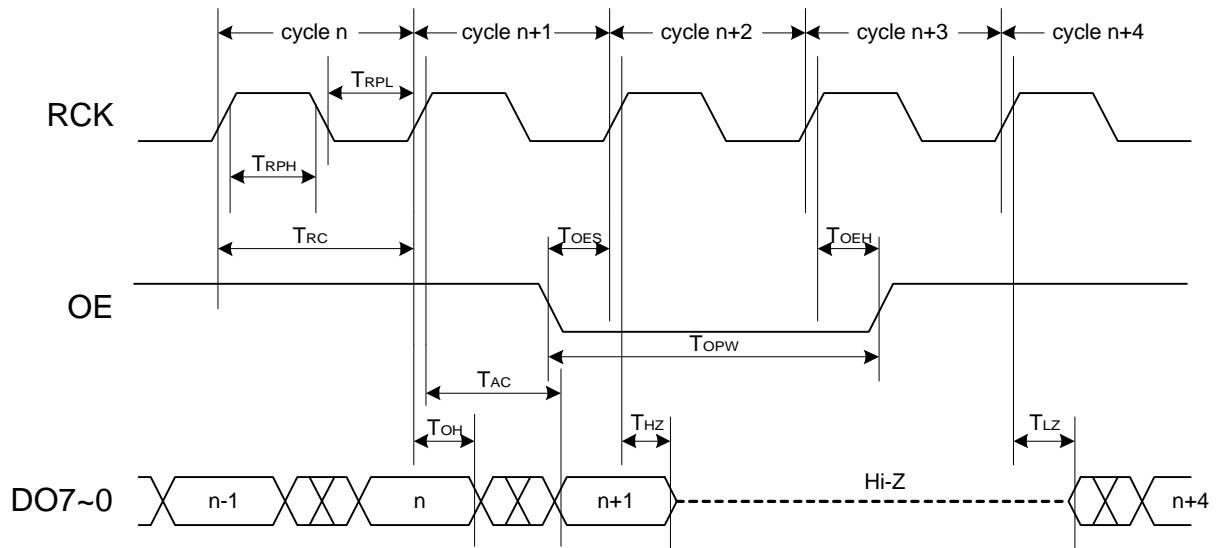 cycle n
cycle n+1
cycle n+2
cycle n+3
cycle n+4
TRPL
RCK
TRPH
TRC
TOES
TOEH
OE
TOPW
TAC
TOH
THZ
TLZ
DO7~0
n-1
n
n+1
Hi-Z
n+4